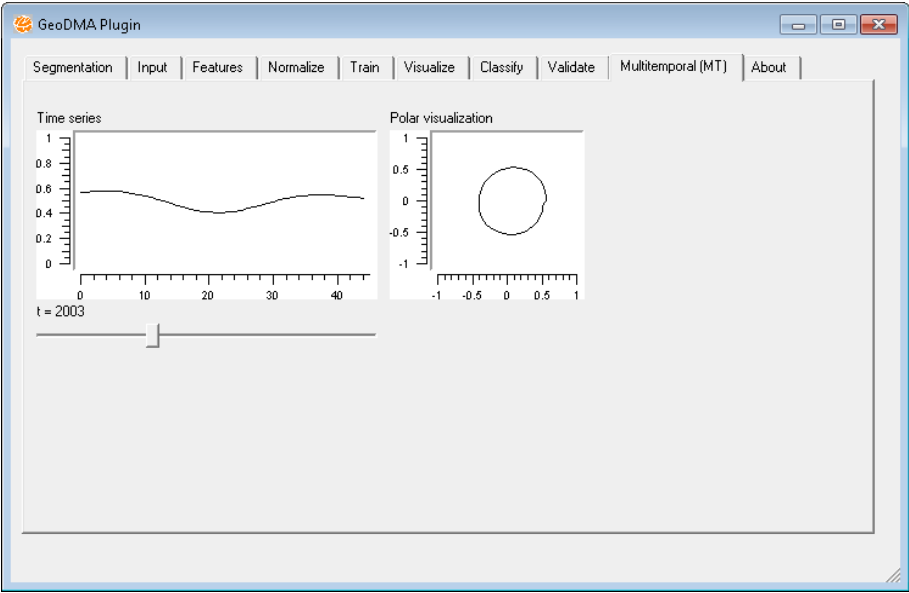 GeoDMA Plugin
Segmentation Input Features Normalize Train Visualize Classify Validate Multitemporal (MT) About
Time series Polar visualization
1 1
0.8
0.6 0.5
0.4 0
0.2 -0.5
0 -1
0 10 20 30 40 -1 -0.5 0 0.5 1
t = 2003